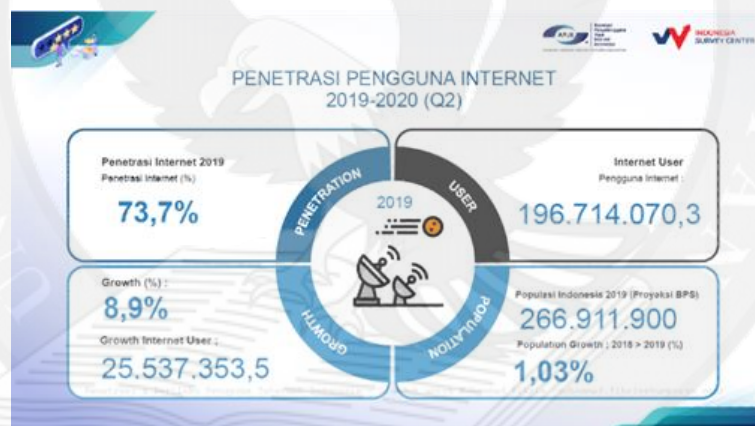 APJII
INDONESIA
SURVEY CENTER
PENETRASI PENGGUNA INTERNET
2019-2020 (Q2)
Penetrasi Internet 2019
Penetrasi Internet (%)
73,7%
Internet User
Pengguna Internet :
196.714.070,3
PENETRATION
USER
2019
GROWTH
POPULATION
Growth (%) :
8,9%
Growth Internet User ;
25.537.353,5
Populasi Indonesia 2019 (Proyeksi BPS)
266.911.900
Population Growth ; 2018 > 2019 (%)
1,03%